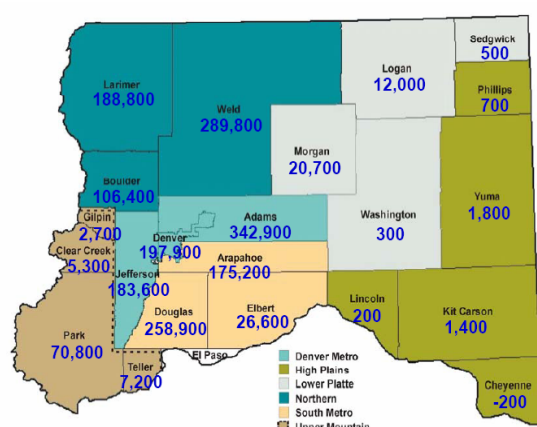 Sedgwick
500
Logan
12,000
Larimer
188,800
Weld
289,800
Phillips
700
Morgan
20,700
Boulder
106,400
Yuma
1,800
Washington
300
Gilpin
2,700
Adams
342,900
Denver
197,900
Clear Creek
5,300
Arapahoe
175,200
Jefferson
183,600
Douglas
258,900
Elbert
26,600
Lincoln
200
Kit Carson
1,400
Park
70,800
Teller
7,200
El Paso
Cheyenne
-200
Denver Metro
High Plains
Lower Platte
Northern
South Metro
Upper Mountain